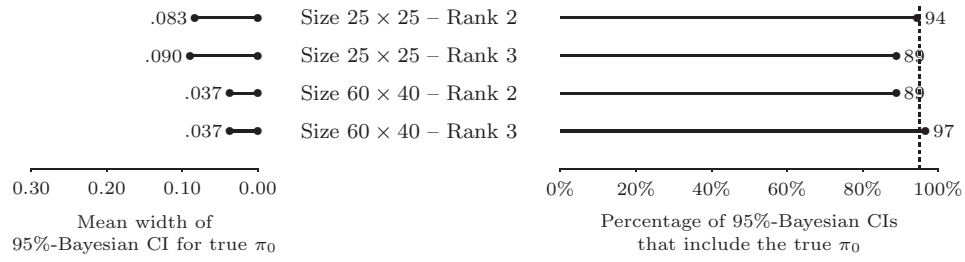 .083 Size 25 × 25 – Rank 2 94
.090 Size 25 × 25 – Rank 3 89
.037 Size 60 × 40 – Rank 2 89
.037 Size 60 × 40 – Rank 3 97
0.30 0.20 0.10 0.00 0% 20% 40% 60% 80% 100%
Mean width of
95%-Bayesian CI for true π₀
Percentage of 95%-Bayesian CIs
that include the true π₀